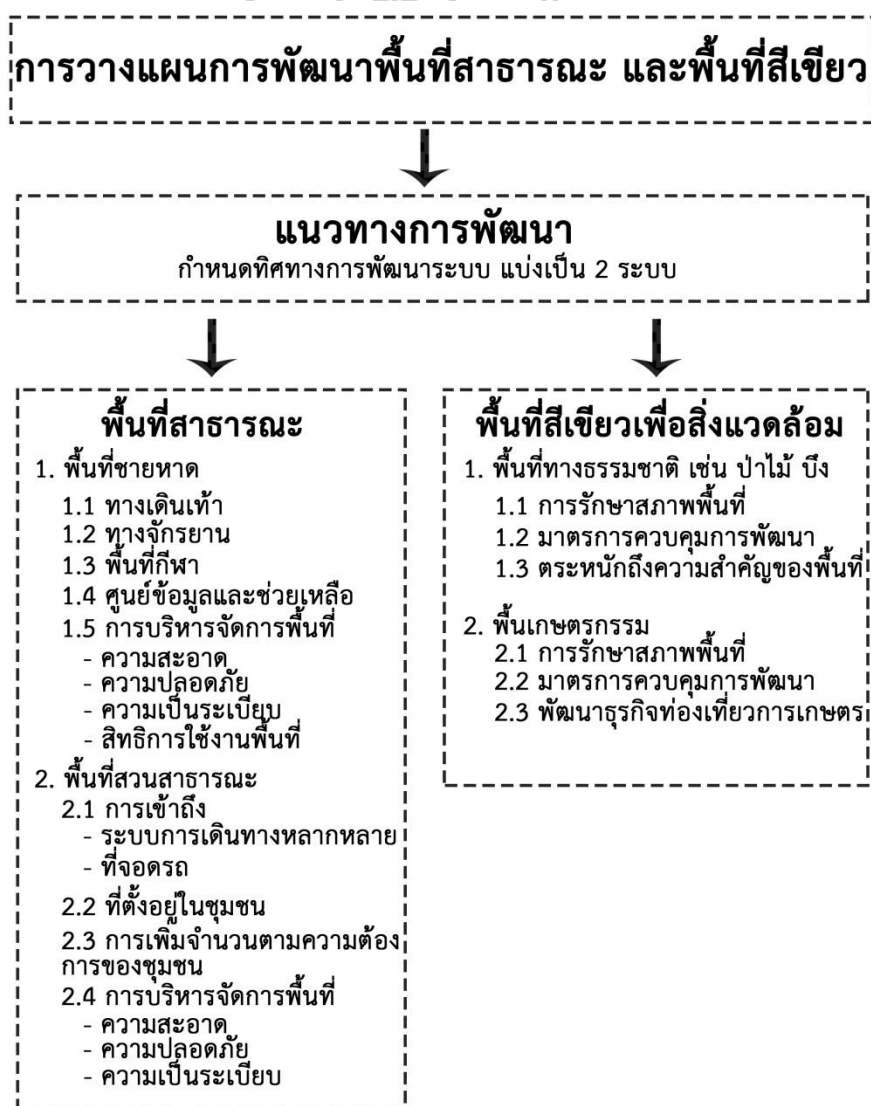 การวางแผนการพัฒนาพื้นที่สาธารณะ และพื้นที่สีเขียว
แนวทางการพัฒนา
กำหนดทิศทางการพัฒนาระบบ แบ่งเป็น 2 ระบบ
พื้นที่สาธารณะ
1. พื้นที่ชายหาด
1.1 ทางเดินเท้า
1.2 ทางจักรยาน
1.3 พื้นที่กีฬา
1.4 ศูนย์ข้อมูลและช่วยเหลือ
1.5 การบริหารจัดการพื้นที่
- ความสะอาด
- ความปลอดภัย
- ความเป็นระเบียบ
- สิทธิการใช้งานพื้นที่
2. พื้นที่สวนสาธารณะ
2.1 การเข้าถึง
- ระบบการเดินทางหลากหลาย
- ที่จอดรถ
2.2 ที่ตั้งอยู่ในชุมชน
2.3 การเพิ่มจำนวนตามความต้อง
การของชุมชน
2.4 การบริหารจัดการพื้นที่
- ความสะอาด
- ความปลอดภัย
- ความเป็นระเบียบ
พื้นที่สีเขียวเพื่อสิ่งแวดล้อม
1. พื้นที่ทางธรรมชาติ เช่น ป่าไม้ บึง
1.1 การรักษาสภาพพื้นที่
1.2 มาตรการควบคุมการพัฒนา
1.3 ตระหนักถึงความสำคัญของพื้นที่
2. พื้นเกษตรกรรม
2.1 การรักษาสภาพพื้นที่
2.2 มาตรการควบคุมการพัฒนา
2.3 พัฒนาธุรกิจท่องเที่ยวการเกษตร